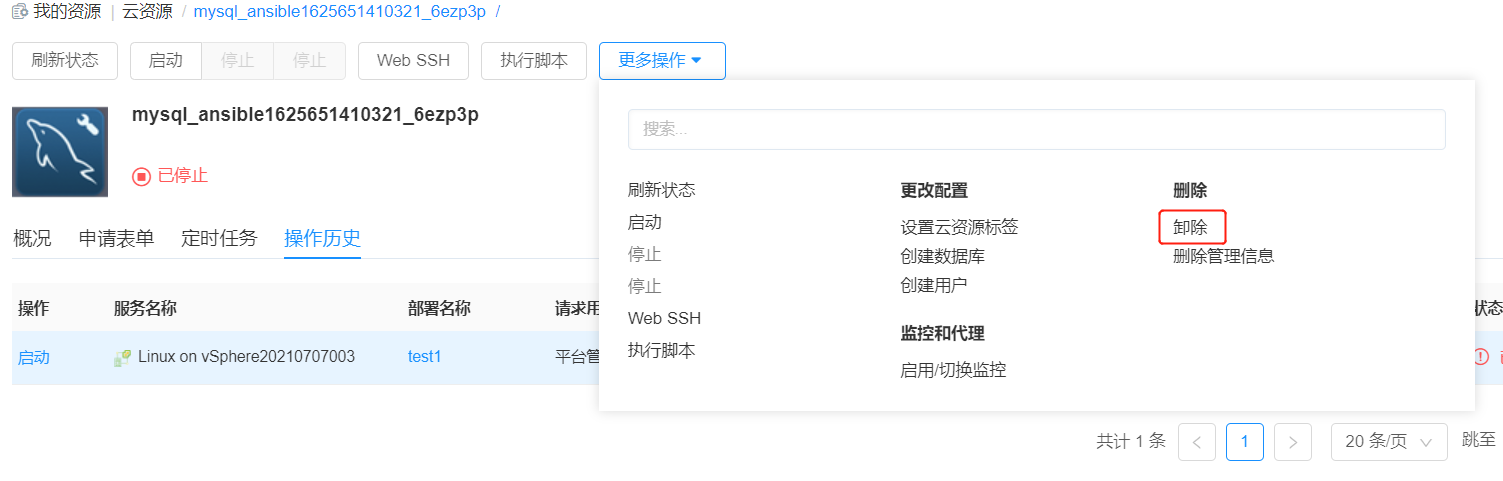 我的资源 | 云资源 / mysql_ansible1625651410321_6ezp3p /
刷新状态 启动 停止 停止 Web SSH 执行脚本 更多操作
mysql_ansible1625651410321_6ezp3p
已停止
概况 申请表单 定时任务 操作历史
操作 服务名称 部署名称 请求用 状态
启动 Linux on vSphere20210707003 test1 平台管
搜索...
刷新状态
启动
停止
停止
Web SSH
执行脚本
更改配置
设置云资源标签
创建数据库
创建用户
监控和代理
启用/切换监控
删除
卸除
删除管理信息
共计 1 条 < 1 > 20 条/页 跳至